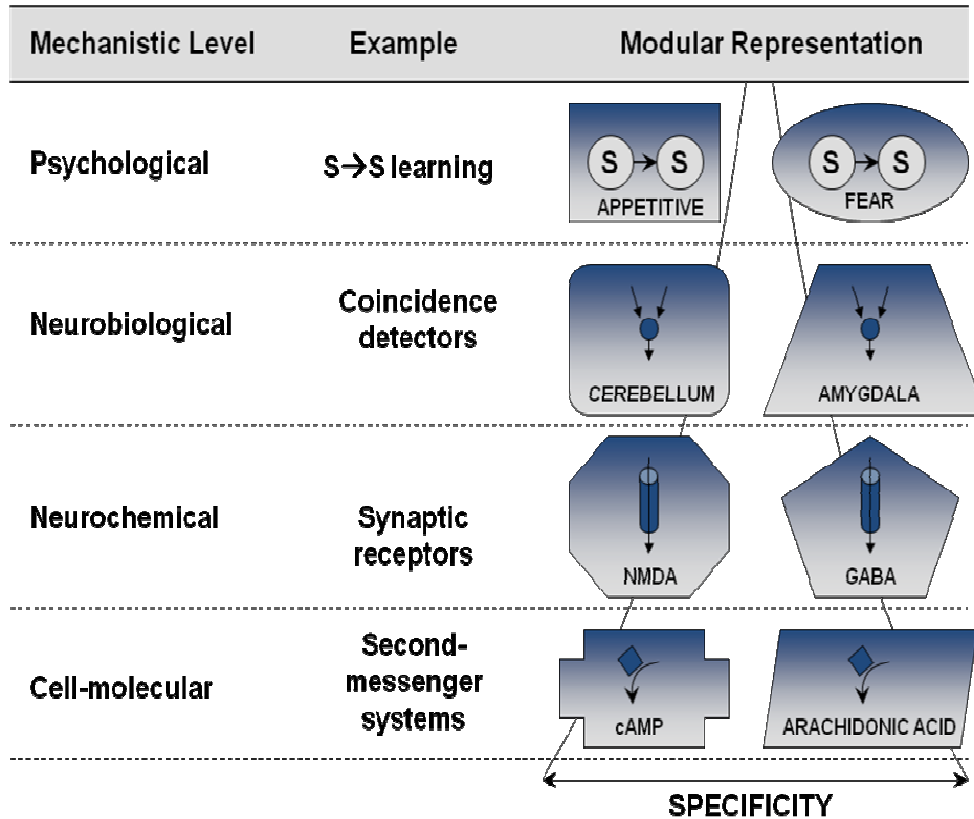 Mechanistic Level Example Modular Representation
Psychological S→S learning
S→S S→S
APPETITIVE FEAR
Neurobiological Coincidence
detectors
CEREBELLUM AMYGDALA
Neurochemical Synaptic
receptors
NMDA GABA
Cell-molecular Second-
messenger
systems
cAMP ARACHIDONIC ACID
SPECIFICITY